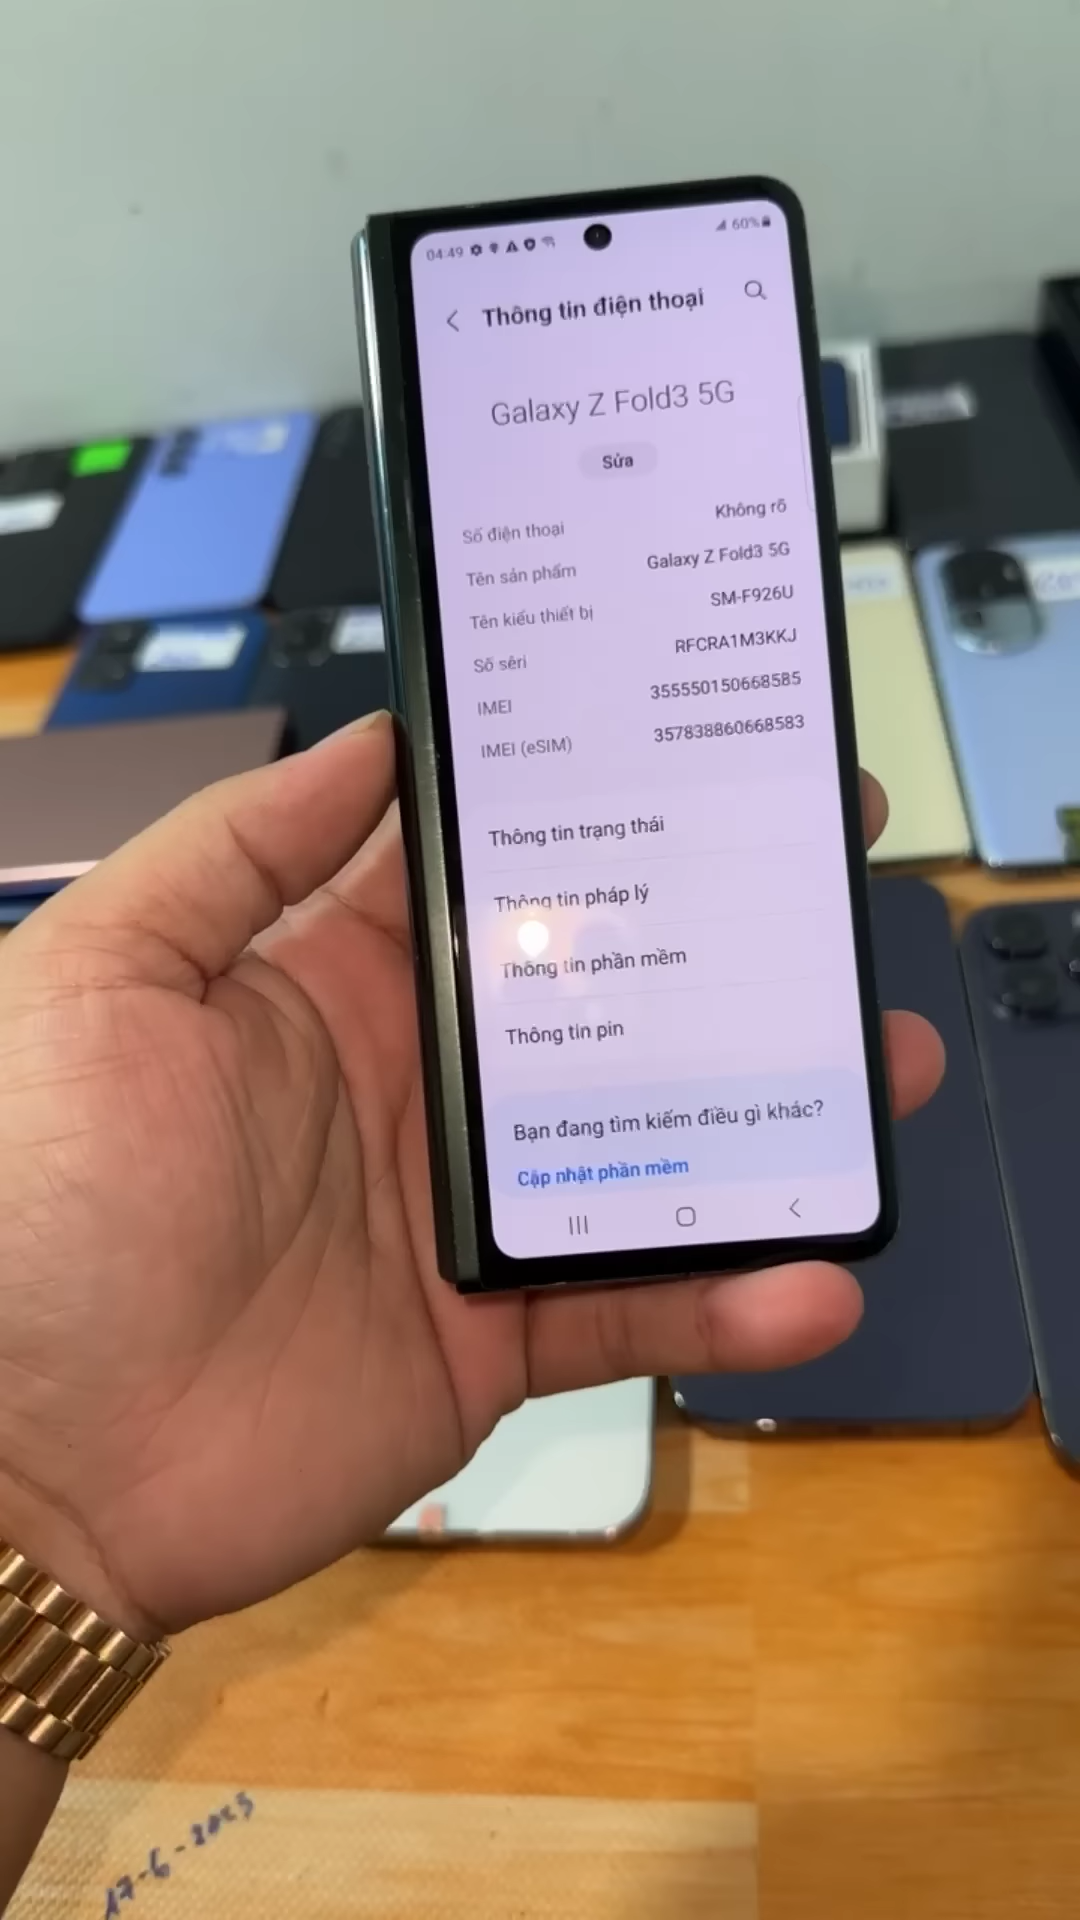 04:49
60%
Thông tin điện thoại
Galaxy Z Fold3 5G
Sửa
Số điện thoại Không rõ
Tên sản phẩm Galaxy Z Fold3 5G
Tên kiểu thiết bị SM-F926U
Số sêri RFCRA1M3KKJ
IMEI 355550150668585
IMEI (eSIM) 357838860668583
Thông tin trạng thái
Thông tin pháp lý
Thông tin phần mềm
Thông tin pin
Bạn đang tìm kiếm điều gì khác?
Cập nhật phần mềm
17-6-2023